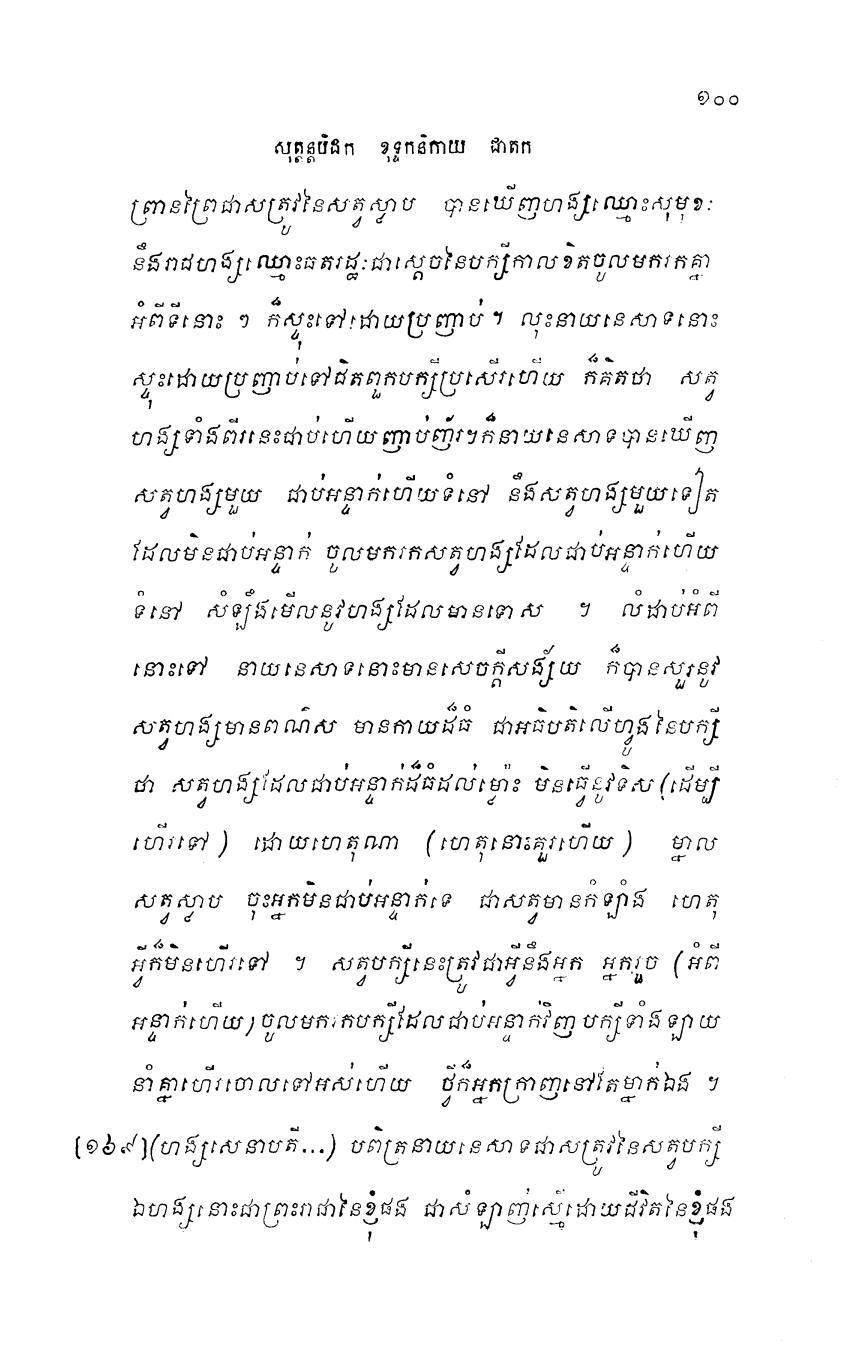 ១០០
សុត្តន្តបិដក ខុទ្ទកនិកាយ ជាតក
ព្រានព្រៃជាសត្រូវនៃសត្វស្លាប បានឃើញហង្សឈ្មោះសុមុខៈ
នឹងរាជហង្សឈ្មោះធតរដ្ឋៈជាស្តេចនៃបក្សីកាលខិតចូលមករកគ្នា
អំពីទីនោះ ៗ ក៏ស្ទុះទៅដោយប្រញាប់ ។ លុះនាយនេសាទនោះ
ស្ទុះដោយប្រញាប់ទៅជិតពួកបក្សីប្រសើរហើយ ក៏គិតថា សត្វ
ហង្សទាំងពីរនេះជាប់ហើយញាប់ញ័រ។ក៏នាយនេសាទបានឃើញ
សត្វហង្សមួយ ជាប់អន្ទាក់ហើយទំនៅ នឹងសត្វហង្សមួយទៀត
ដែលមិនជាប់អន្ទាក់ ចូលមករកសត្វហង្សដែលជាប់អន្ទាក់ហើយ
ទំនៅ សំឡឹងមើលនូវហង្សដែលមានទោស ។ លំដាប់អំពី
នោះទៅ នាយនេសាទនោះមានសេចក្តីសង្ស័យ ក៏បានសួរនូវ
សត្វហង្សមានពណ៌ស មានកាយដ៏ធំ ជាអធិបតិលើហ្វូងនៃបក្សី
ថា សត្វហង្សដែលជាប់អន្ទាក់ដ៏ធំដល់ម្ល៉ោះ មិនធ្វើនូវទិស (ដើម្បី
ហើរទៅ) ដោយហេតុណា (ហេតុនោះគួរហើយ) ម្នាល
សត្វស្លាប ចុះអ្នកមិនជាប់អន្ទាក់ទេ ជាសត្វមានកំឡាំង ហេតុ
អ្វីក៏មិនហើរទៅ ។ សត្វបក្សីនេះត្រូវជាអ្វីនឹងអ្នក អ្នករួច (អំពី
អន្ទាក់ហើយ) ចូលមករកបក្សីដែលជាប់អន្ទាក់វិញ បក្សីទាំងឡាយ
នាំគ្នាហើរចោលទៅអស់ហើយ ថ្វីក៏អ្នកក្រាញនៅតែម្នាក់ឯង ។
[១៦៩] (ហង្សសេនាបតី...) បពិត្រនាយនេសាទជាសត្រូវនៃសត្វបក្សី
ឯហង្សនោះជាព្រះរាជានៃខ្ញុំផង ជាសំឡាញ់ស្មើដោយជីវិតនៃខ្ញុំផង